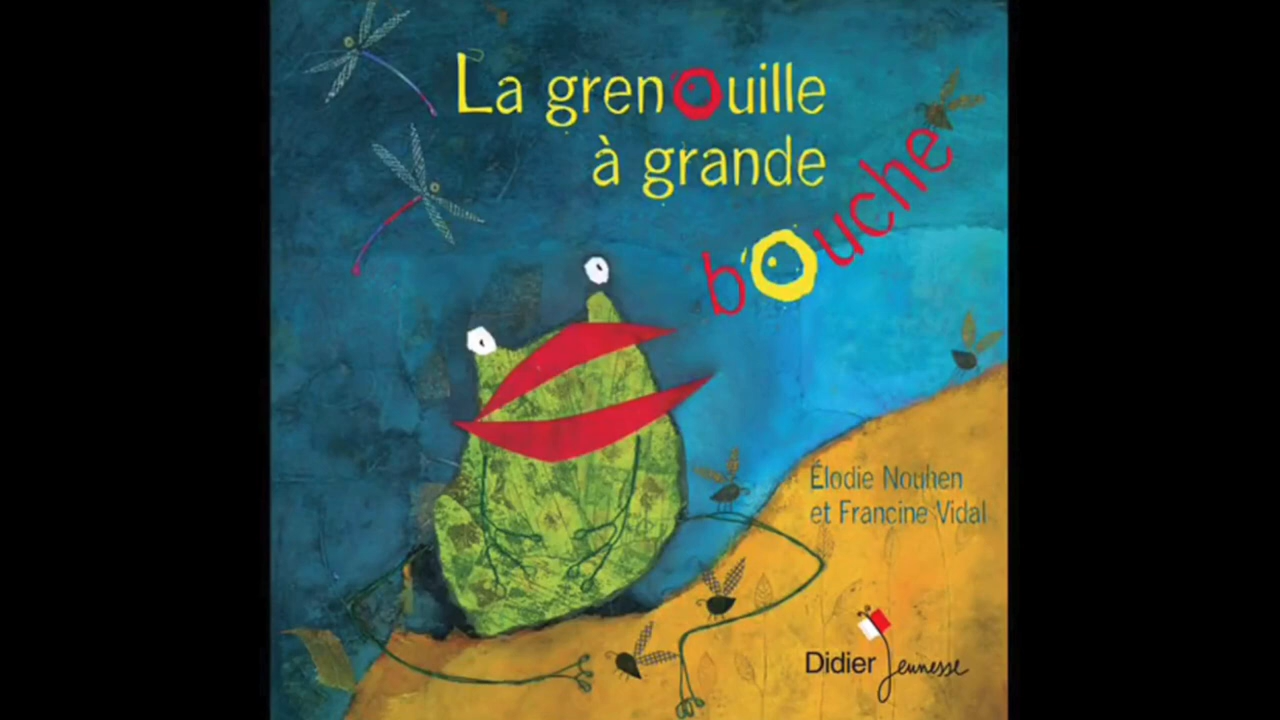 La grenouille
à grande
bouche
Élodie Nouhen
et Francine Vidal
Didier Jeunesse